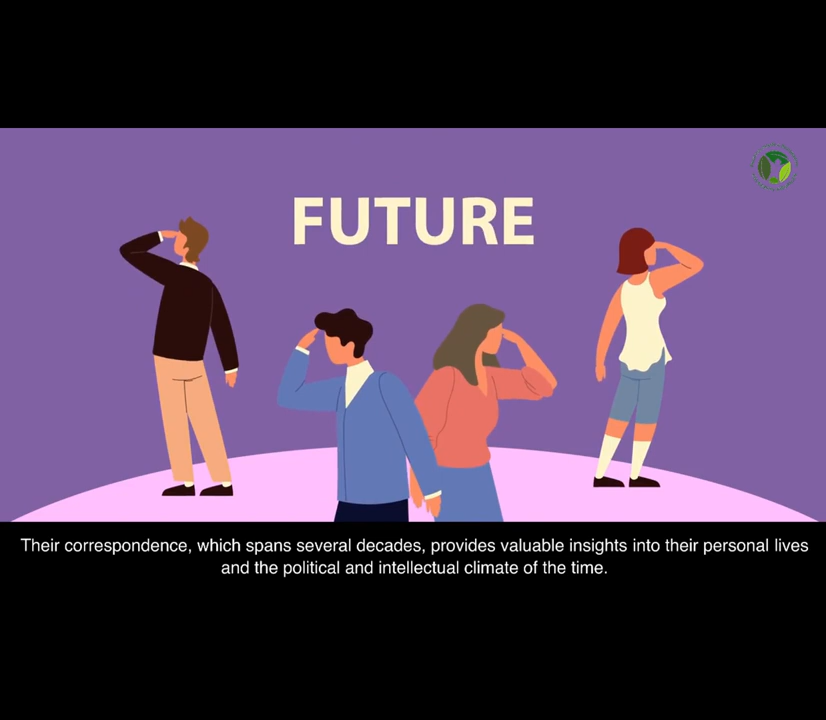 FUTURE
Their correspondence, which spans several decades, provides valuable insights into their personal lives
and the political and intellectual climate of the time.